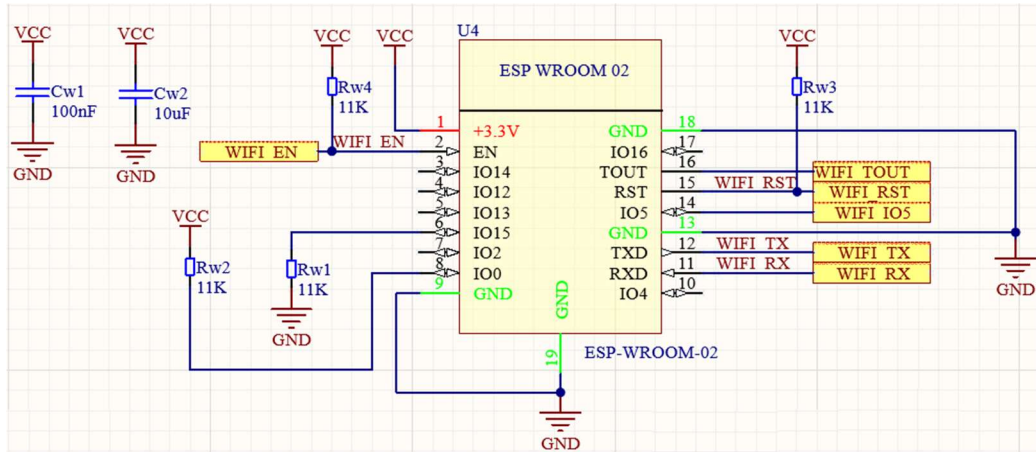 VCC
Cw1
100nF
GND
VCC
Cw2
10uF
GND
VCC
Rw4
11K
VCC
WIFI_EN
WIFI_EN
VCC
Rw2
11K
Rw1
11K
GND
U4
ESP WROOM 02
1 +3.3V
2 EN
3 IO14
4 IO12
5 IO13
6 IO15
7 IO2
8 IO0
9 GND
GND 18
IO16 17
TOUT 16
RST 15
IO5 14
GND 13
TXD 12
RXD 11
IO4 10
GND
19
ESP-WROOM-02
GND
VCC
Rw3
11K
WIFI_TOUT
WIFI_RST
WIFI_RST
WIFI_IO5
WIFI_TX
WIFI_TX
WIFI_RX
WIFI_RX
GND